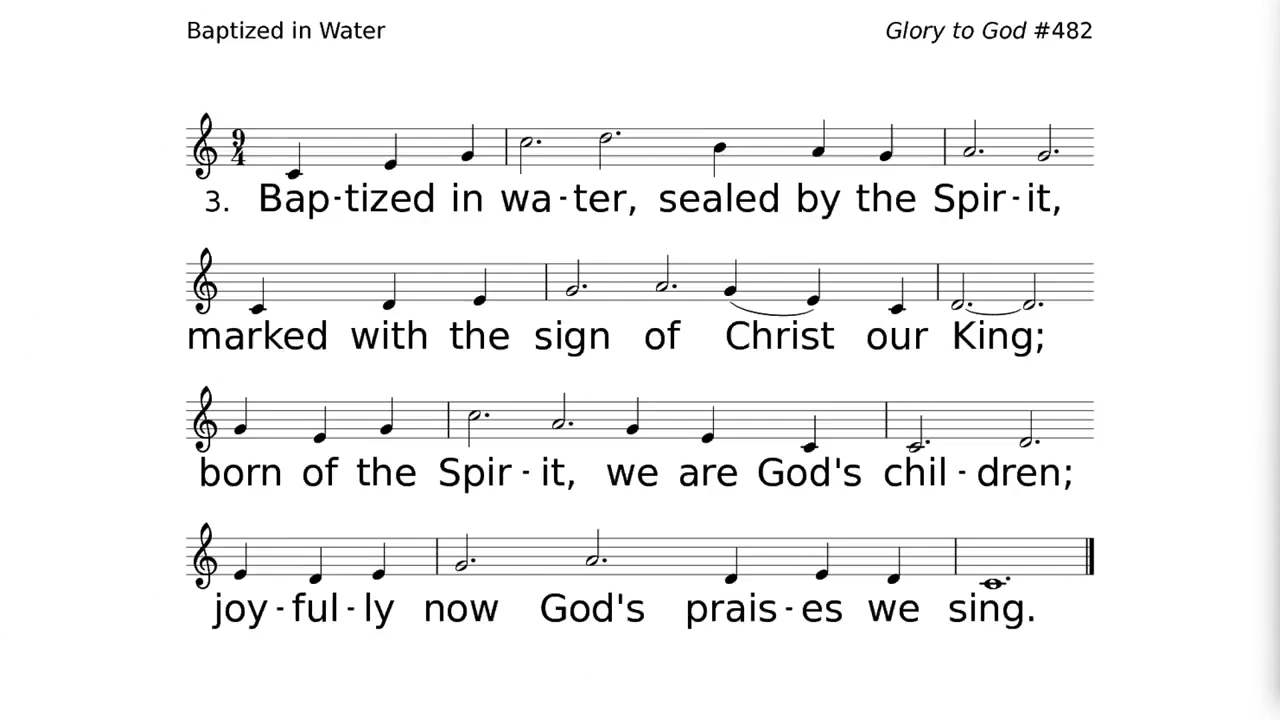 Baptized in Water Glory to God #482
9
4
3. Bap-tized in wa-ter, sealed by the Spir-it,
marked with the sign of Christ our King;
born of the Spir-it, we are God's chil-dren;
joy-ful-ly now God's prais-es we sing.